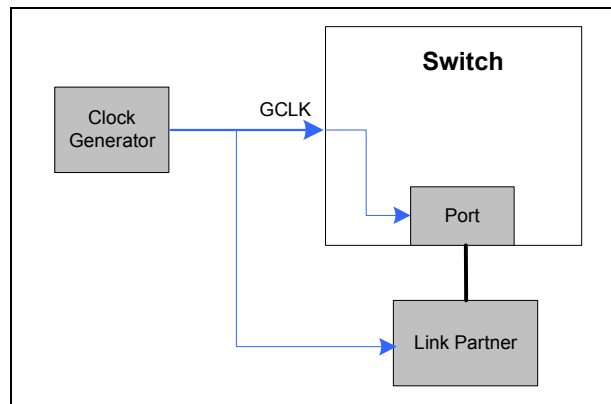 Switch
GCLK
Clock
Generator
Port
Link Partner